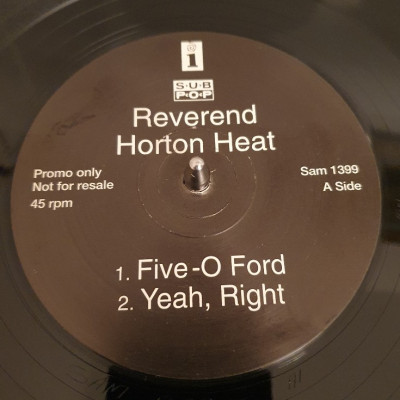 1
SUB
POP
Reverend
Horton Heat
Promo only
Not for resale
45 rpm
Sam 1399
A Side
1. Five-O Ford
2. Yeah, Right